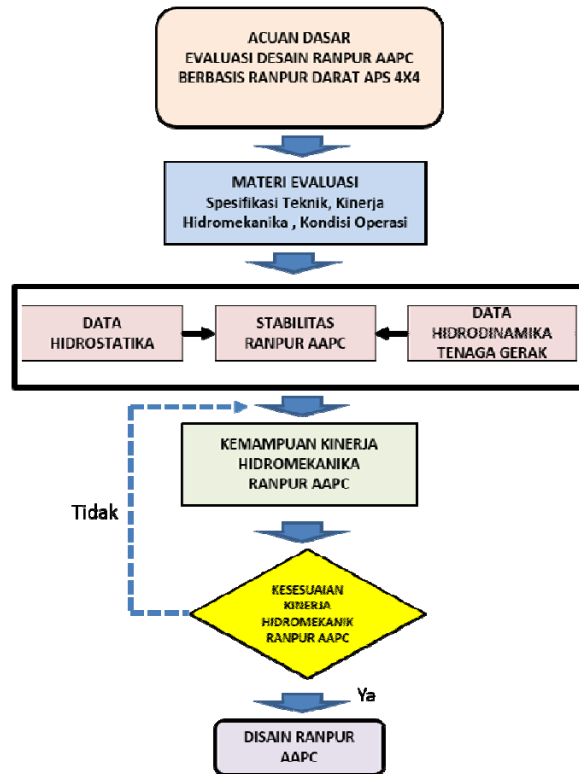 ACUAN DASAR
EVALUASI DESAIN RANPUR AAPC
BERBASIS RANPUR DARAT APS 4X4
MATERI EVALUASI
Spesifikasi Teknik, Kinerja
Hidromekanika , Kondisi Operasi
DATA
HIDROSTATIKA
STABILITAS
RANPUR AAPC
DATA
HIDRODINAMIKA
TENAGA GERAK
KEMAMPUAN KINERJA
HIDROMEKANIKA
RANPUR AAPC
Tidak
KESESUAIAN
KINERJA
HIDROMEKANIK
RANPUR AAPC
Ya
DISAIN RANPUR
AAPC